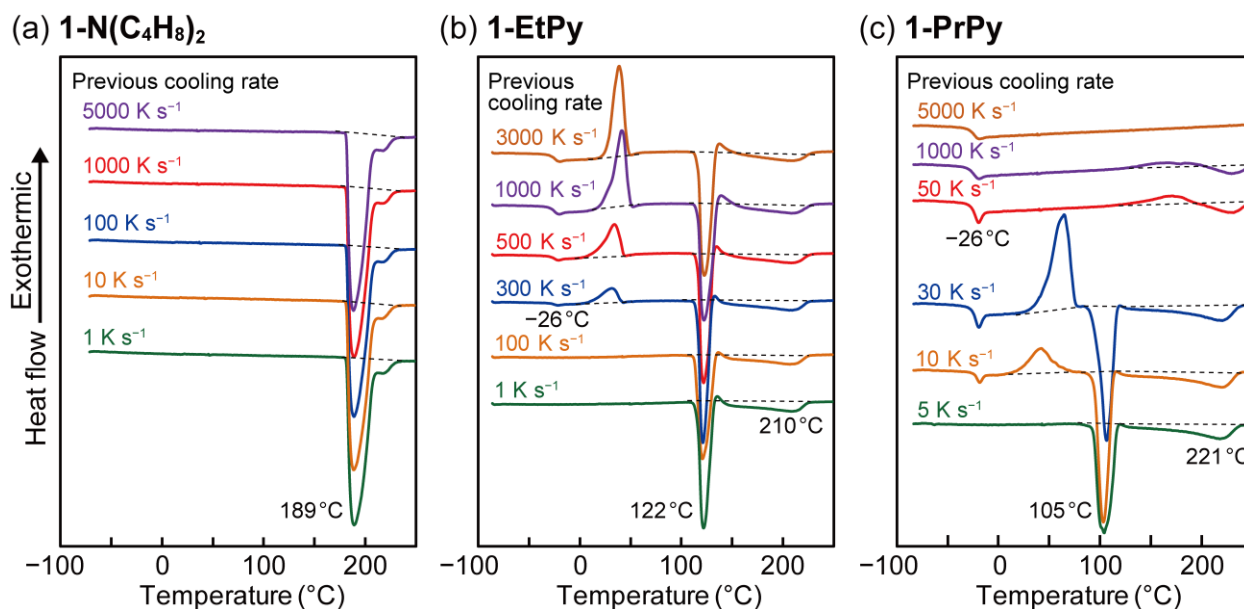 (a) 1-N(C₄H₈)₂
Previous cooling rate
5000 K s⁻¹
1000 K s⁻¹
100 K s⁻¹
10 K s⁻¹
1 K s⁻¹
189 °C
Heat flow
Exothermic
−100
0
100
200
Temperature (°C)
(b) 1-EtPy
Previous
cooling rate
3000 K s⁻¹
1000 K s⁻¹
500 K s⁻¹
300 K s⁻¹
−26 °C
100 K s⁻¹
1 K s⁻¹
210 °C
122 °C
−100
0
100
200
Temperature (°C)
(c) 1-PrPy
Previous cooling rate
5000 K s⁻¹
1000 K s⁻¹
50 K s⁻¹
−26 °C
30 K s⁻¹
10 K s⁻¹
5 K s⁻¹
221 °C
105 °C
−100
0
100
200
Temperature (°C)